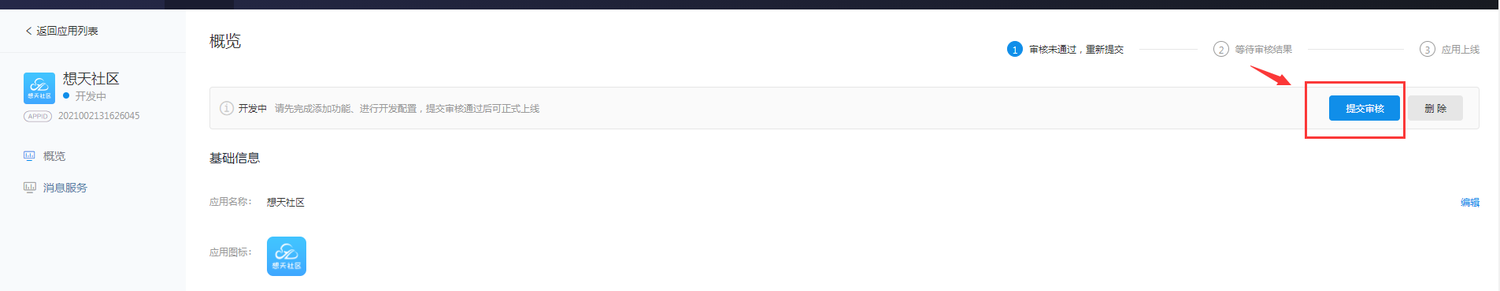 返回应用列表
想天社区
想天社区
开发中
APPID 2021002131626045
概览
消息服务
概览
1 审核未通过，重新提交
2 等待审核结果
3 应用上线
1 开发中 请先完成添加功能、进行开发配置，提交审核通过后可正式上线
提交审核
删 除
基础信息
应用名称： 想天社区
编辑
应用图标：
想天社区